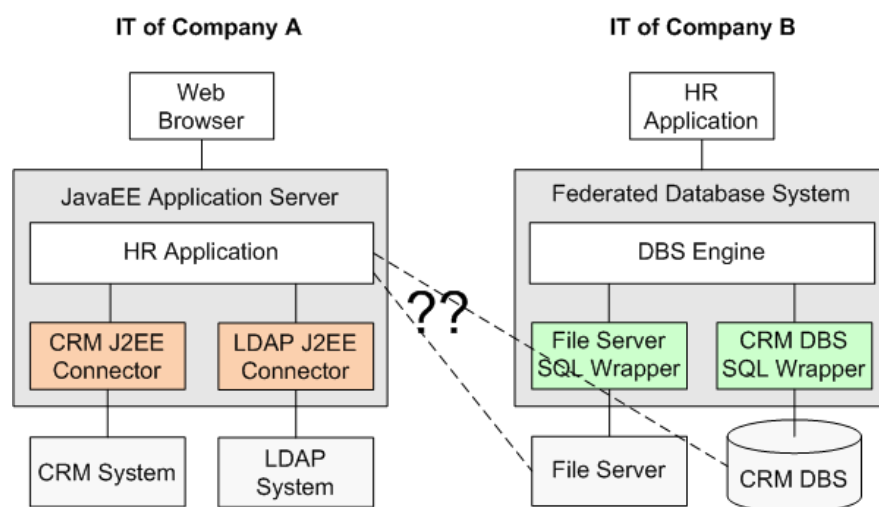 IT of Company A
IT of Company B
Web
Browser
HR
Application
JavaEE Application Server
Federated Database System
HR Application
DBS Engine
??
CRM J2EE
Connector
LDAP J2EE
Connector
File Server
SQL Wrapper
CRM DBS
SQL Wrapper
CRM System
LDAP
System
File Server
CRM DBS